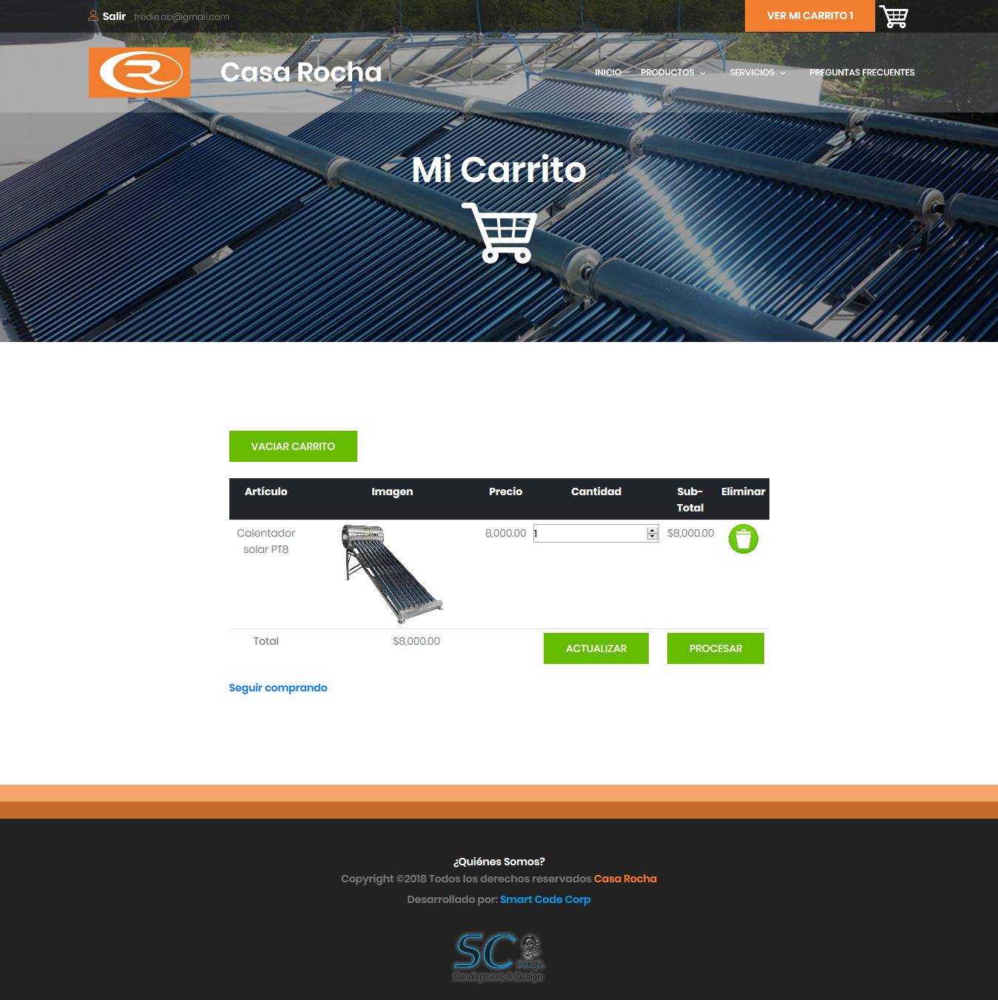 Salir fredie.ab@gmail.com
VER MI CARRITO 1
Casa Rocha
INICIO PRODUCTOS SERVICIOS PREGUNTAS FRECUENTES
Mi Carrito
VACIAR CARRITO
Artículo Imagen Precio Cantidad Sub-Total Eliminar
Calentador solar PT8 8,000.00 1 $8,000.00
Total $8,000.00 ACTUALIZAR PROCESAR
Seguir comprando
¿Quiénes Somos?
Copyright ©2018 Todos los derechos reservados Casa Rocha
Desarrollado por: Smart Code Corp
SC CORP.
Development & Design